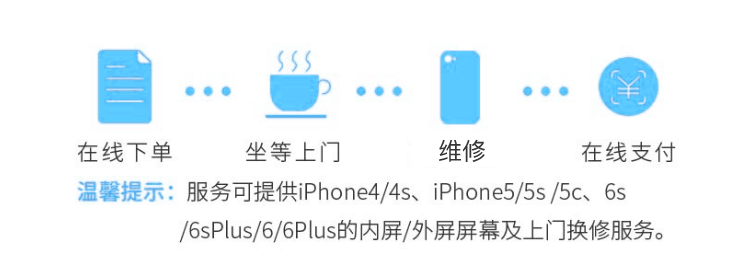 在线下单 坐等上门 维修 在线支付
温馨提示：服务可提供iPhone4/4s、iPhone5/5s /5c、6s
/6sPlus/6/6Plus的内屏/外屏屏幕及上门换修服务。